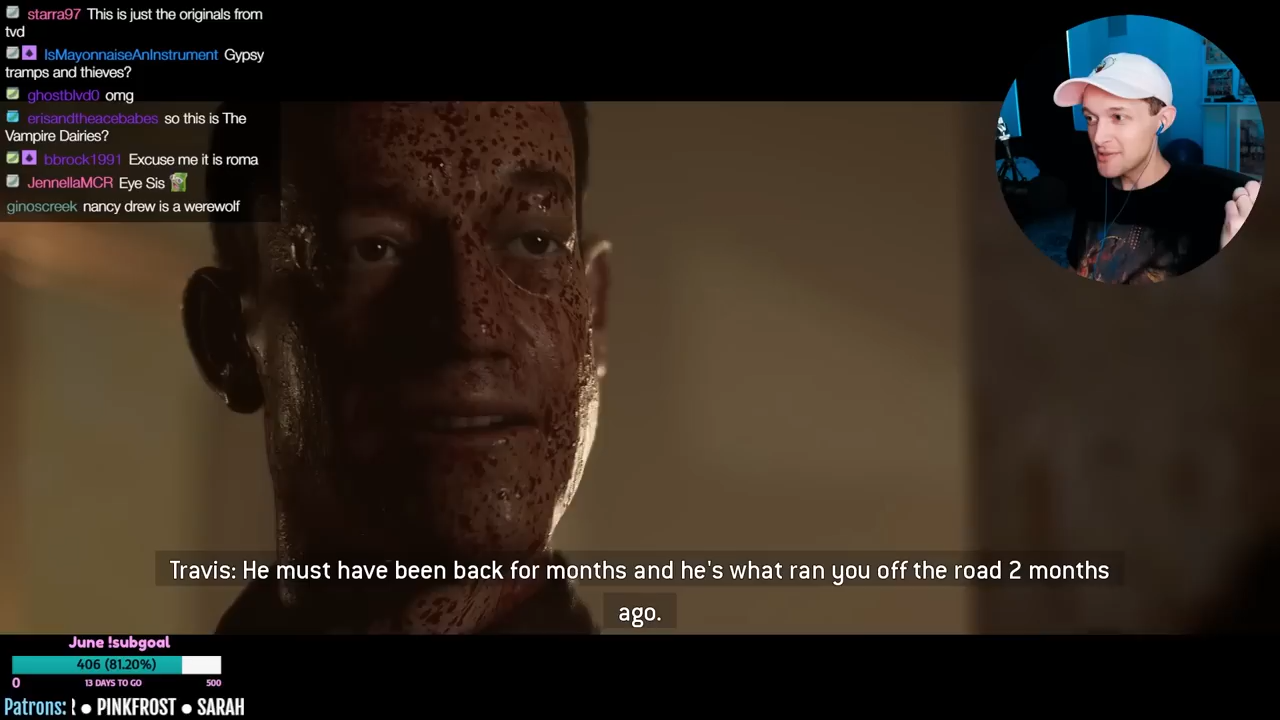 starra97 This is just the originals from
tvd
IsMayonnaiseAnInstrument Gypsy
tramps and thieves?
ghostblvd0 omg
erisandtheacebabes so this is The
Vampire Dairies?
bbrock1991 Excuse me it is roma
JennellaMCR Eye Sis
ginoscreek nancy drew is a werewolf
Travis: He must have been back for months and he's what ran you off the road 2 months
ago.
June !subgoal
406 (81.20%)
0 13 DAYS TO GO 500
Patrons: R ● PINKFROST ● SARAH